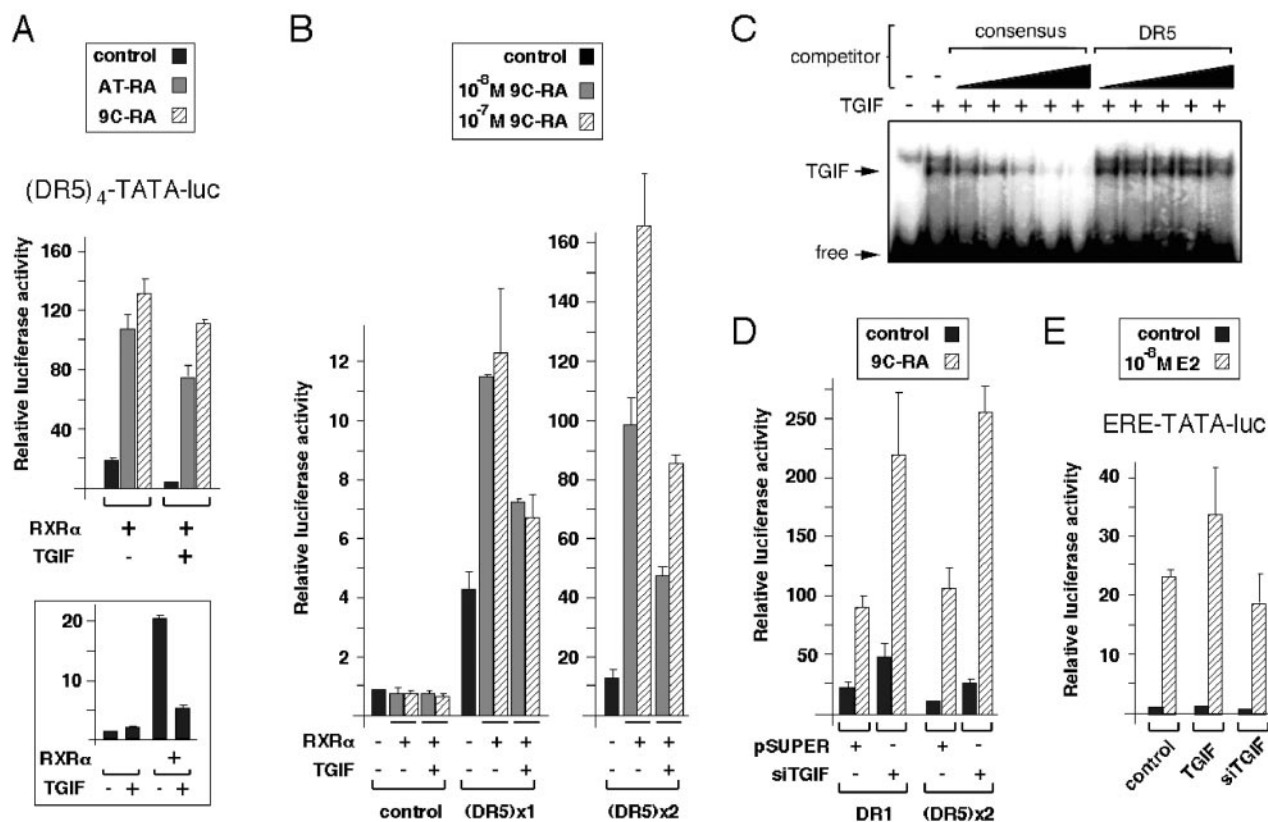 A
control
AT-RA
9C-RA
(DR5)4-TATA-luc
Relative luciferase activity
160
120
80
40
RXRα + +
TGIF - +
20
10
RXRα +
TGIF - + - +
B
control
10⁻⁸M 9C-RA
10⁻⁷M 9C-RA
Relative luciferase activity
12
10
8
6
4
2
160
140
120
100
80
60
40
20
RXRα - + + - + + - + +
TGIF - - + - - + - - +
control (DR5)x1 (DR5)x2
C
competitor
consensus DR5
- -
TGIF - + + + + + + + + + + +
TGIF
free
D
control
9C-RA
Relative luciferase activity
250
200
150
100
50
pSUPER + - + -
siTGIF - + - +
DR1 (DR5)x2
E
control
10⁻⁸M E2
ERE-TATA-luc
Relative luciferase activity
40
30
20
10
control TGIF siTGIF